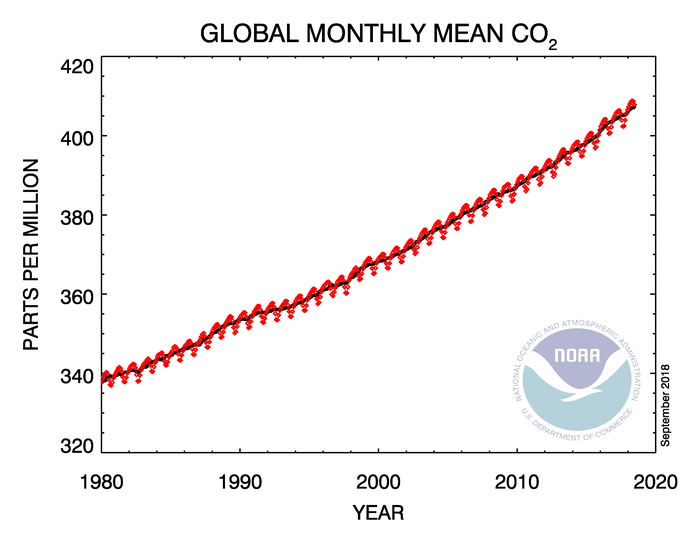 GLOBAL MONTHLY MEAN CO₂
PARTS PER MILLION
420
400
380
360
340
320
1980
1990
2000
2010
2020
YEAR
NATIONAL OCEANIC AND ATMOSPHERIC ADMINISTRATION
NOAA
U.S. DEPARTMENT OF COMMERCE
September 2018